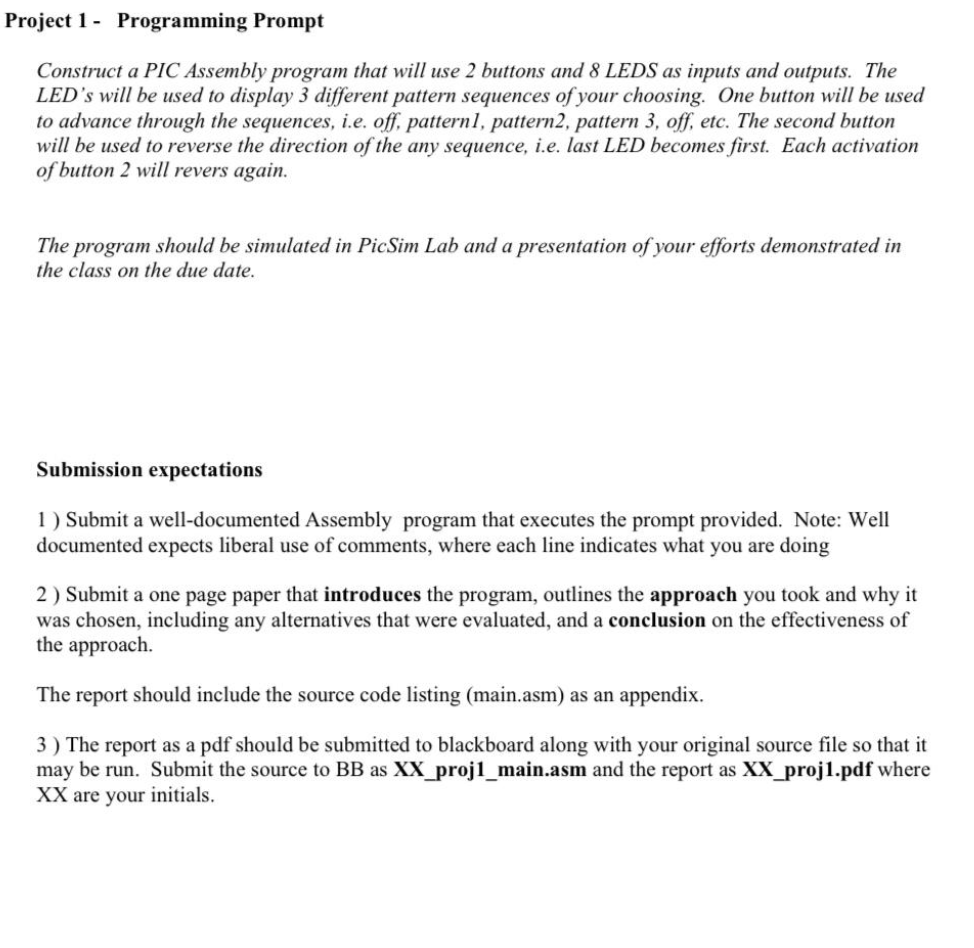 Project 1 - Programming Prompt
Construct a PIC Assembly program that will use 2 buttons and 8 LEDS as inputs and outputs. The
LED's will be used to display 3 different pattern sequences of your choosing. One button will be used
to advance through the sequences, i.e. off, pattern1, pattern2, pattern 3, off, etc. The second button
will be used to reverse the direction of the any sequence, i.e. last LED becomes first. Each activation
of button 2 will revers again.
The program should be simulated in PicSim Lab and a presentation of your efforts demonstrated in
the class on the due date.
Submission expectations
1 ) Submit a well-documented Assembly program that executes the prompt provided. Note: Well
documented expects liberal use of comments, where each line indicates what you are doing
2 ) Submit a one page paper that introduces the program, outlines the approach you took and why it
was chosen, including any alternatives that were evaluated, and a conclusion on the effectiveness of
the approach.
The report should include the source code listing (main.asm) as an appendix.
3 ) The report as a pdf should be submitted to blackboard along with your original source file so that it
may be run. Submit the source to BB as XX_proj1_main.asm and the report as XX_proj1.pdf where
XX are your initials.